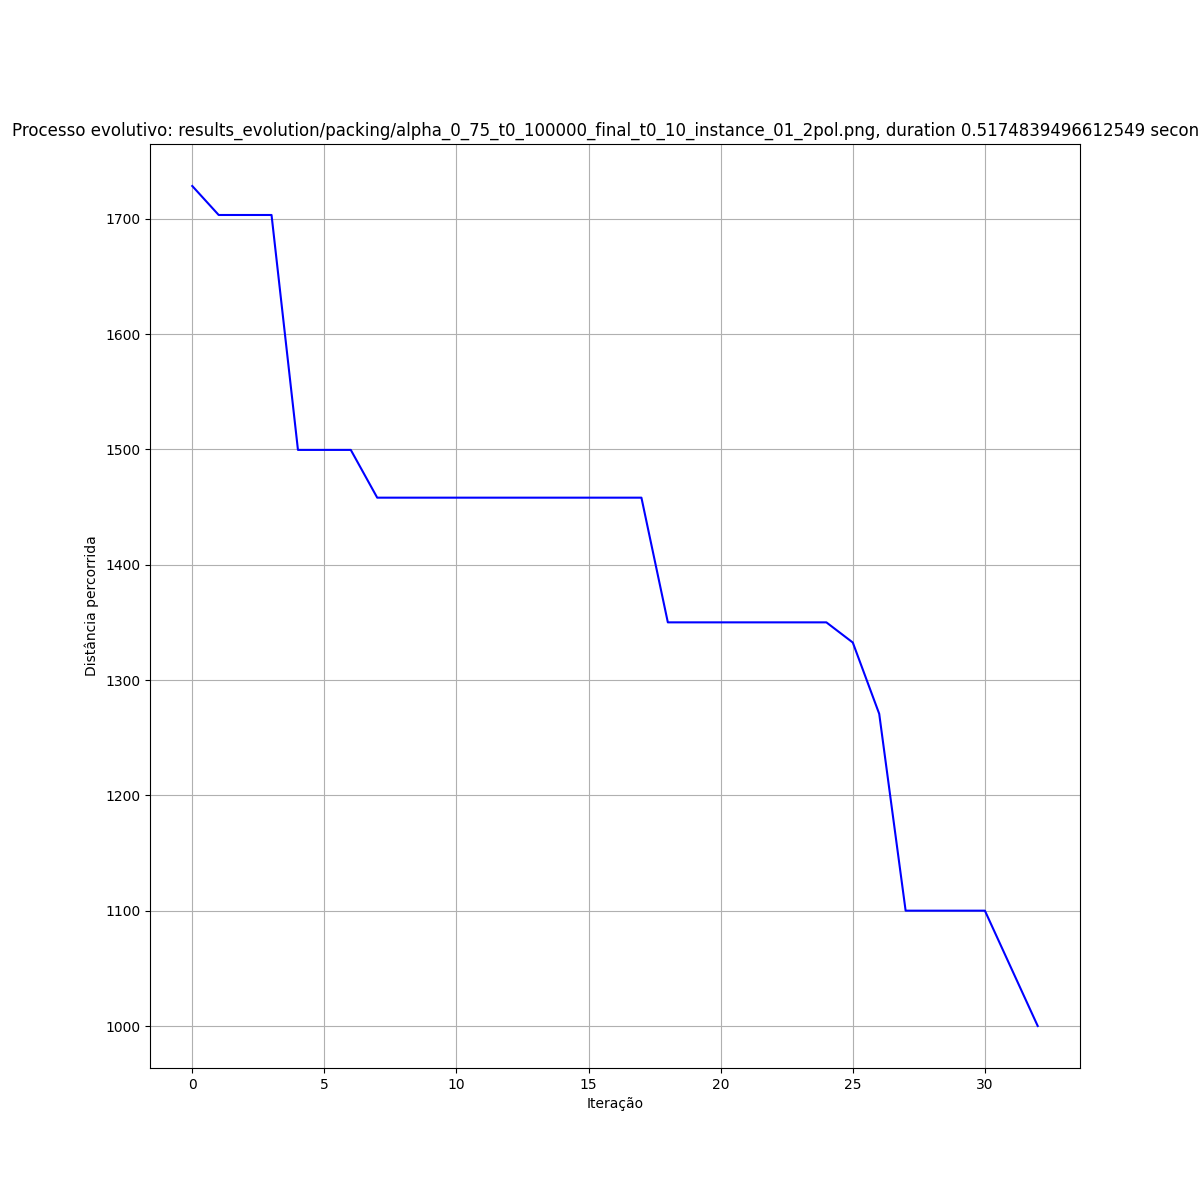 Processo evolutivo: results_evolution/packing/alpha_0_75_t0_100000_final_t0_10_instance_01_2pol.png, duration 0.5174839496612549 secon
1700
1600
1500
1400
1300
1200
1100
1000
Distância percorrida
0 5 10 15 20 25 30
Iteração